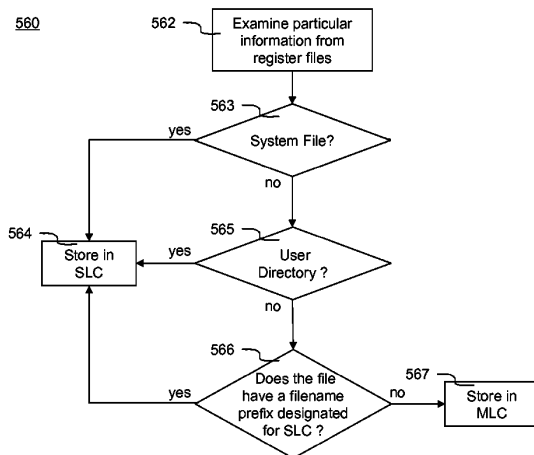 560
562
Examine particular
information from
register files
563
System File?
yes
no
564
Store in
SLC
565
User
Directory ?
yes
no
566
Does the file
have a filename
prefix designated
for SLC ?
yes
no
567
Store in
MLC